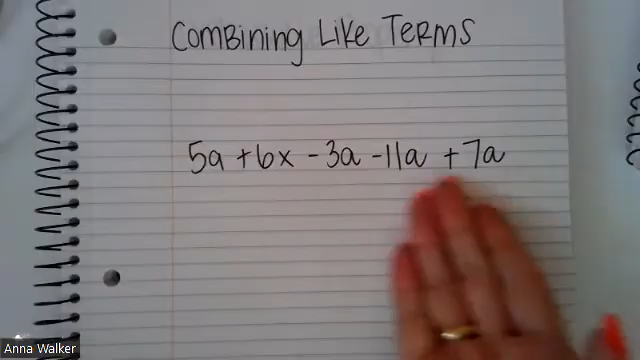 Combining Like Terms
5a + 6x - 3a - 11a + 7a
Anna Walker